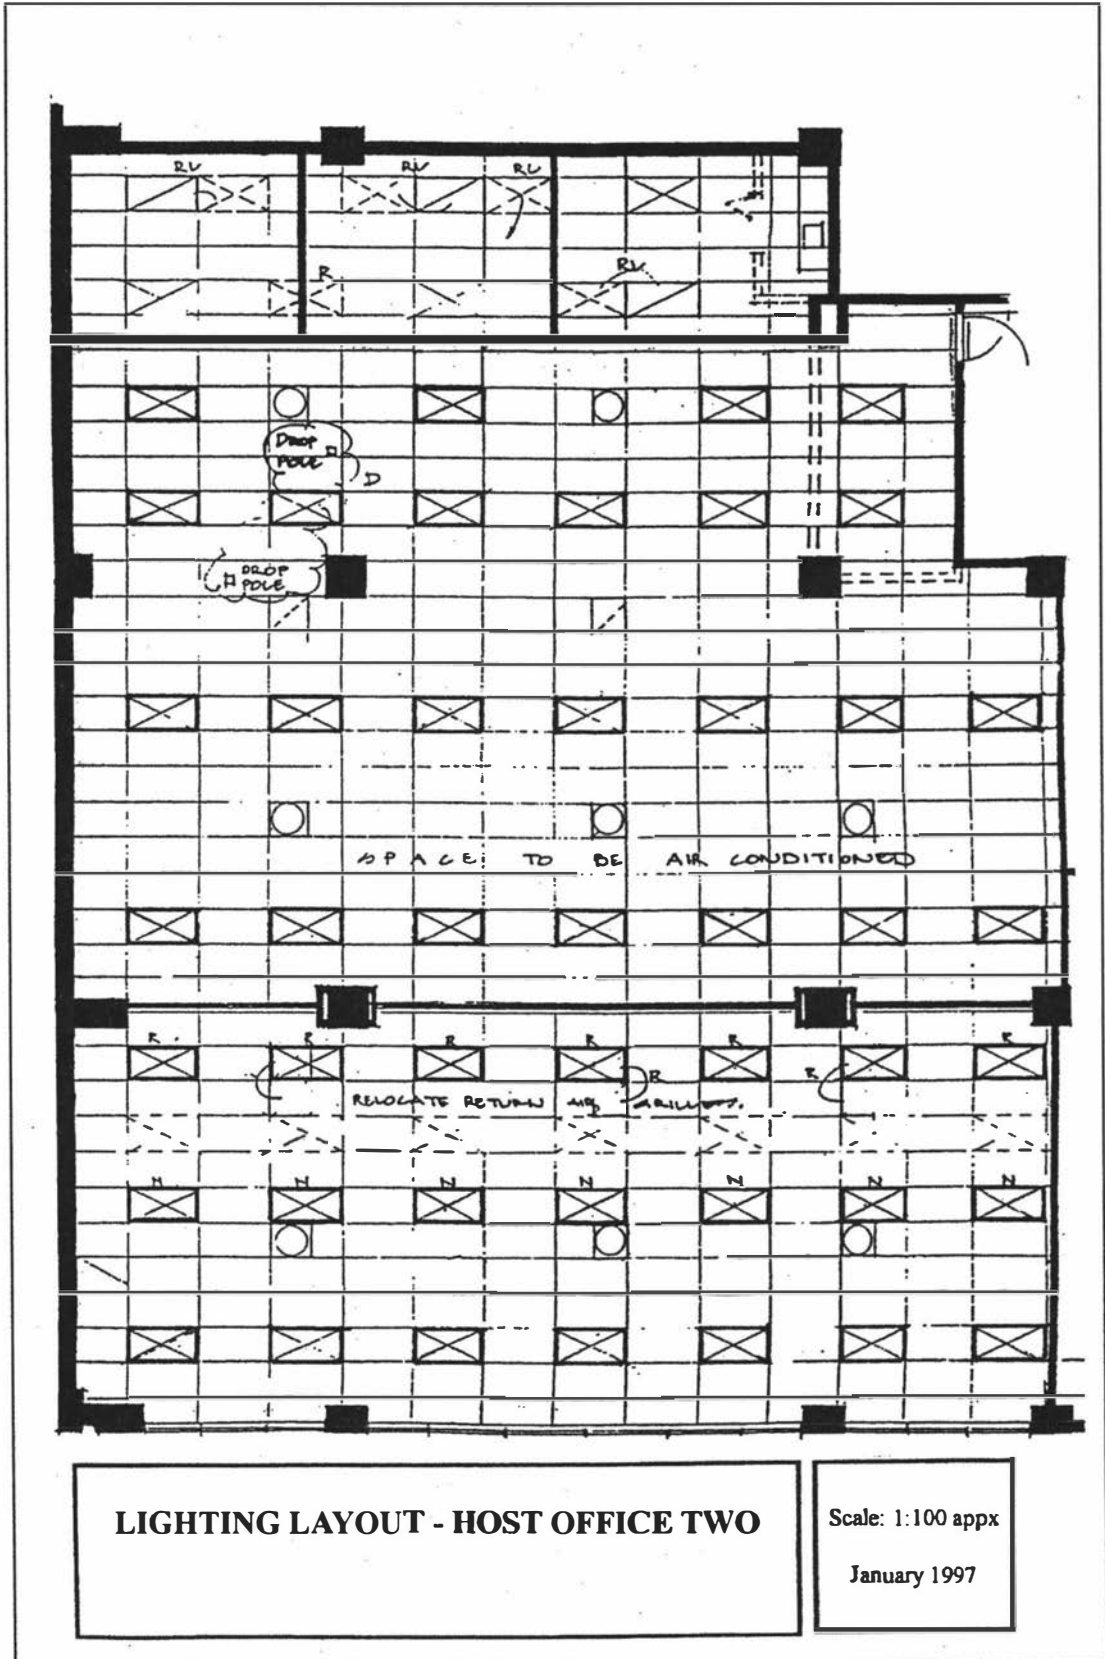 RV RV RV
R RV
DROP
POLE
D
DROP
POLE
SPACE TO BE AIR CONDITIONED
R R R R R R
R R
RELOCATE RETURN AIR GRILLES.
N N N N N N
LIGHTING LAYOUT - HOST OFFICE TWO
Scale: 1:100 appx
January 1997